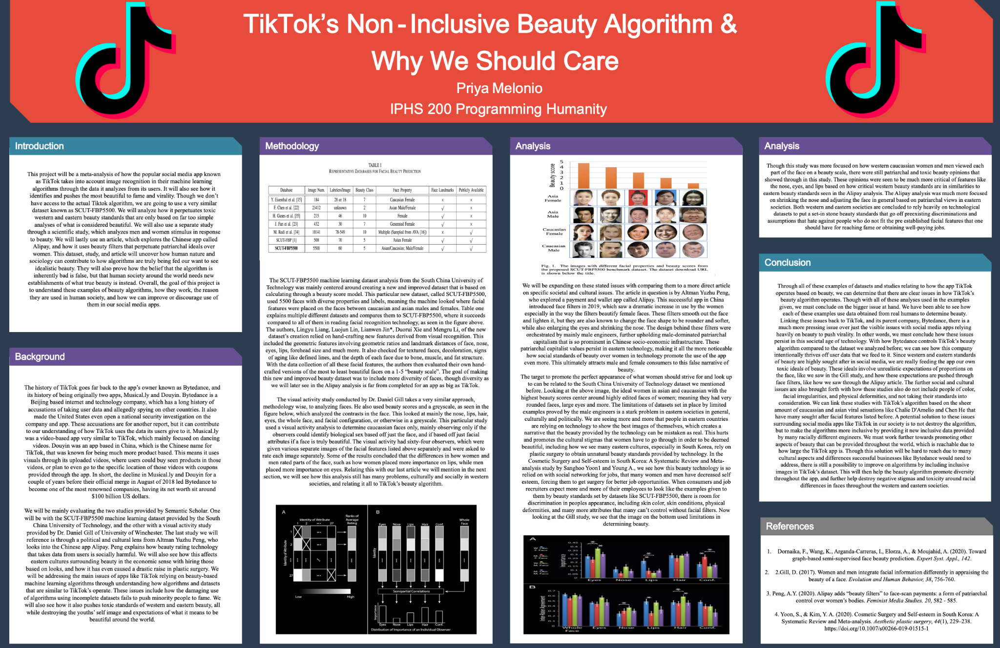 TikTok's Non-Inclusive Beauty Algorithm &
Why We Should Care
Priya Melonio
IPHS 200 Programming Humanity
Introduction
This project will be a meta-analysis of how the popular social media app known
as TikTok takes into account image recognition in their machine learning
algorithms through the data it analyzes from its users. It will also see how it
identifies and pushes the most beautiful to fame and virality. Though we don't
have access to the actual Tiktok algorithm, we are going to use a very similar
dataset known as SCUT-FBP5500. We will analyze how it perpetuates toxic
western and eastern beauty standards that are only based on far too simple
analyses of what is considered beautiful. We will also use a separate study
through a scientific study, which analyzes men and women stimulus in response
to beauty. We will lastly use an article, which explores the Chinese app called
Alipay, and how it uses beauty filters that perpetuate patriarchal ideals over
women. This dataset, study, and article will uncover how human nature and
sociology can contribute to how algorithms are truly being fed our want to see
idealistic beauty. They will also prove how the belief that the algorithm is
inherently bad is false, but that human society around the world needs new
establishments of what true beauty is instead. Overall, the goal of this project is
to understand these examples of beauty algorithms, how they work, the reason
they are used in human society, and how we can improve or discourage use of
them in our social media apps.
Background
The history of TikTok goes far back to the app's owner known as Bytedance, and
its history of being originally two apps, Musical.ly and Douyin. Bytedance is a
Beijing based internet and technology company, which has a long history of
accusations of taking user data and allegedly spying on other countries. It also
made the United States even open a national security investigation on the
company and app. These accusations are for another report, but it can contribute
to our understanding of how TikTok uses the data its users give to it. Musical.ly
was a video-based app very similar to TikTok, which mainly focused on dancing
videos. Douyin was an app based in China, which is the Chinese name for
TikTok, that was known for being much more product based. This means it uses
visuals through its uploaded videos, where users could buy seen products in those
videos, or plan to even go to the specific location of those videos with coupons
provided through the app. In short, the decline in Musical.ly and Douyin for a
couple of years before their official merge in August of 2018 led Bytedance to
become one of the most renowned companies, having its net worth sit around
$100 billion US dollars.
We will be mainly evaluating the two studies provided by Semantic Scholar. One
will be with the SCUT-FBP5500 machine learning dataset provided by the South
China University of Technology, and the other with a visual activity study
provided by Dr. Daniel Gill of University of Winchester. The last study we will
reference is through a political and cultural lens from Altman Yuzhu Peng, who
looks into the Chinese app Alipay. Peng explains how beauty rating technology
that takes data from users is socially harmful. We will also see how this affects
eastern cultures surrounding beauty in the economic sense with hiring those
based on looks, and how it has even caused a drastic raise in plastic surgery. We
will be addressing the main issues of apps like TikTok relying on beauty-based
machine learning algorithms through understanding how algorithms and datasets
that are similar to TikTok's operate. These issues include how the damaging use
of algorithms using incomplete datasets fails to push minority people to fame. We
will also see how it also pushes toxic standards of western and eastern beauty, all
while destroying the youths' self image and expectations of what it means to be
beautiful around the world.
Methodology
TABLE I
REPRESENTATIVE DATABASES FOR FACIAL BEAUTY PREDICTION
Database Image Num. Labelers/Image Beauty Class Face Property Face Landmarks Publicly Available
Y. Eisenthal et al. [15] 184 28 or 18 7 Caucasian Female x x
F. Chen et al. [22] 23412 unknown 2 Asian Male/Female √ x
H. Gunes et al. [35] 215 46 10 Female √ x
J. Fan et al. [23] 432 30 7 Generated Female √ x
M. Redi et al. [34] 10141 78-549 10 Multiple (Sampled from AVA [16]) x √
SCUT-FBP [1] 500 70 5 Asian Female √ √
SCUT-FBP5500 5500 60 5 Asian/Caucasian; Male/Female √ √
The SCUT-FBP5500 machine learning dataset analysis from the South China University of
Technology was mainly centered around creating a new and improved dataset that is based on
calculating through a beauty score model. This particular new dataset, called SCUT-FBP5500,
used 5500 faces with diverse properties and labels, meaning the machine looked where facial
features were placed on the faces between caucasian and asian males and females. Table one
explains multiple different datasets and compares them to SCUT-FBP5500, where it succeeds
compared to all of them in reading facial recognition technology, as seen in the figure above.
The authors, Lingyu Liang, Luojun Lin, Lianwen Jin*, Duorui Xie and Mengru Li, of the new
dataset's creation relied on hand-crafting new features derived from visual recognition. This
included the geometric features involving geometric ratios and landmark distances of face, nose,
eyes, lips, forehead size and much more. It also checked for textured faces, decloration, signs
of aging like defined lines, and the depth of each face due to bone, muscle, and fat structure.
With the data collection of all these facial features, the authors then evaluated their own hand-
crafted versions of the most to least beautiful faces on a 1-5 “beauty scale”. The goal of making
this new and improved beauty dataset was to include more diversity of faces, though diversity as
we will later see in the Alipay analysis is far from completed for an app as big as TikTok.
The visual activity study conducted by Dr. Daniel Gill takes a very similar approach,
methodology wise, to analyzing faces. He also used beauty scores and a greyscale, as seen in the
figure below, which analyzed the contrasts in the face. This looked at mainly the nose, lips, hair,
eyes, the whole face, and facial configuration, or otherwise in a greyscale. This particular study
used a visual activity analysis to determine caucasian faces only, mainly observing only if the
observers could identify biological sex based off just the face, and if based off just facial
attributes if a face is truly beautiful. The visual activity had sixty-four observers, which were
given various separate images of the facial features listed above separately and were asked to
rate each image separately. Some of the results concluded that the differences in how women and
men rated parts of the face, such as how women placed more importance on lips, while men
placed more importance on eyes. Relating this with our last article we will mention in the next
section, we will see how this analysis still has many problems, culturally and socially in western
societies, and relating it all to TikTok's beauty algorithm.
A
Identity of Attribute
1 2 ... 27
Ranks of
Average
Rating
Identity of Attribute
1
2
27
Low High
B
Eyes Nose Lips Hair Conf. Whole
Face
Identity
Semipartial Correlations
Importance
Eyes Nose Lips Hair Conf.
Distribution of Importance of an Individual Observer
Analysis
Beauty score
5
4
3
2
1
0
Asia
Female
Asia
Male
Caucasian
Female
Caucasian
Male
Fig. 1. The images with different facial properties and beauty scores from
the proposed SCUT-FBP5500 benchmark dataset. The dataset download URL
is shown below the title.
We will be expanding on these stated issues with comparing them to a more direct article
on specific societal and cultural issues. The article in question is by Altman Yuzhu Peng,
who explored a payment and wallet app called Alipay. This successful app in China
introduced face filters in 2019, which saw a dramatic increase in use by the women
especially in the way the filters beautify female faces. These filters smooth out the face
and lighten it, but they are also known to change the face shape to be rounder and softer,
while also enlarging the eyes and shrinking the nose. The design behind these filters were
orchestrated by mainly male engineers, further upholding male-dominated patriarchal
capitalism that is so prominent in Chinese socio-economic infrastructure. These
patriarchal capitalist values persist in eastern technology, making it all the more noticeable
how social standards of beauty over women in technology promote the use of the app
even more. This ultimately attracts male and female consumers to this false narrative of
beauty.
The target to promote the perfect appearance of what women should strive for and look up
to can be related to the South China University of Technology dataset we mentioned
before. Looking at the above image, the ideal women in asian and caucassian with the
highest beauty scores center around highly edited faces of women; meaning they had very
rounded faces, large eyes and more. The limitations of datasets set in place by limited
examples proved by the male engineers is a stark problem in eastern societies in general,
culturally and politically. We are seeing more and more that people in eastern countries
are relying on technology to show the best images of themselves, which creates a
narrative that the beauty provided by the technology can be mistaken as real. This hurts
and promotes the cultural stigmas that women have to go through in order to be deemed
beautiful, including how we see many eastern cultures, especially in South Korea, rely on
plastic surgery to obtain unnatural beauty standards provided by technology. In the
Cosmetic Surgery and Self-esteem in South Korea: A Systematic Review and Meta-
analysis study by Sanghoo Yoon1 and Young A., we see how this beauty technology is so
relied on with social networking for jobs, that many women and men have decreased self
esteem, forcing them to get surgery for better job opportunities. When consumers and job
recruiters expect more and more of their employees to look like the examples given to
them by beauty standards set by datasets like SCUT-FBP5500, there is room for
discrimination in peoples appearance, including skin color, skin conditions, physical
deformities, and many more attributes that many can't control without facial filters. Now
looking at the Gill study, we see that the image on the bottom used limitations in
determining beauty.
A
Importance
0.45
0.4
0.35
0.3
0.25
0.2
0.15
0.1
0.05
0
W. Obs.
F. Face
M. Obs.
F. Face
W. Obs.
M. Face
M. Obs.
M. Face
Eyes Nose Lips Hair Conf.
B
Inter-Rater Agreement
0.7
0.6
0.5
0.4
0.3
0.2
0.1
0
Whole
Face Eyes Nose Lips Hair Conf.
Analysis
Though this study was more focused on how western caucasian women and men viewed each
part of the face on a beauty scale, there were still patriarchal and toxic beauty opinions that
showed through in this study. These opinions were seen to be much more critical of features like
the nose, eyes, and lips based on how critical western beauty standards are in similarities to
eastern beauty standards seen in the Alipay analysis. The Alipay analysis was much more focused
on shrinking the nose and adjusting the face in general based on patriarchal views in eastern
societies. Both western and eastern societies are concluded to rely heavily on technological
datasets to put a set-in stone beauty standards that go off preexisting discriminations and
assumptions that hate against people who do not fit the pre established facial features that one
should have for reaching fame or obtaining well-paying jobs.
Conclusion
Through all of these examples of datasets and studies relating to how the app TikTok
operates based on beauty, we can determine that there are clear issues in how TikTok's
beauty algorithm operates. Though with all of these analyses used in the examples
given, we must conclude on the bigger issue at hand. We have been able to see how
each of these examples use data obtained from real humans to determine beauty.
Linking these issues back to TikTok, and its parent company, Bytedance, there is a
much more pressing issue over just the visible issues with social media apps relying
heavily on beauty to push virality. In other words, we must conclude how these issues
persist in this societal age of technology. With how Bytedance controls TikTok's beauty
algorithm compared to the dataset we analyzed before; we can see how this company
intentionally thrives off user data that we feed to it. Since western and eastern standards
of beauty are highly sought after in social media, we are really feeding the app our own
toxic ideals of beauty. These ideals involve unrealistic expectations of proportions on
the face, like we saw in the Gill study, and how these expectations are pushed through
face filters, like how we saw through the Alipay article. The further social and cultural
issues are also brought forth with how these studies also do not include people of color,
facial irregularities, and physical deformities, and not taking their standards into
consideration. We can link these studies with TikTok's algorithm based on the sheer
amount of caucasian and asian viral sensations like Chalie D'Amelio and Chen He that
have many sought after facial features listed before. A potential solution to these issues
surrounding social media apps like TikTok in our society is to not destroy the algorithm,
but to make the algorithms more inclusive by providing it new inclusive data provided
by many racially different engineers. We must work further towards promoting other
aspects of beauty that can be provided throughout the world, which is reachable due to
how large the TikTok app is. Though this solution will be hard to reach due to many
cultural aspects and differences successful businesses like Bytedance would need to
address, there is still a possibility to improve on algorithms by including inclusive
images in TikTok's dataset. This will then help the beauty algorithm promote diversity
throughout the app, and further help destroy negative stigmas and toxicity around racial
differences in faces throughout the western and eastern societies.
References
1. Dornaika, F., Wang, K., Arganda-Carreras, I., Elorza, A., & Moujahid, A. (2020). Toward
graph-based semi-supervised face beauty prediction. Expert Syst. Appl., 142.
2. 2.Gill, D. (2017). Women and men integrate facial information differently in appraising the
beauty of a face. Evolution and Human Behavior, 38, 756-760.
3. Peng, A.Y. (2020). Alipay adds “beauty filters” to face-scan payments: a form of patriarchal
control over women's bodies. Feminist Media Studies, 20, 582 - 585.
4. Yoon, S., & Kim, Y. A. (2020). Cosmetic Surgery and Self-esteem in South Korea: A
Systematic Review and Meta-analysis. Aesthetic plastic surgery, 44(1), 229–238.
https://doi.org/10.1007/s00266-019-01515-1